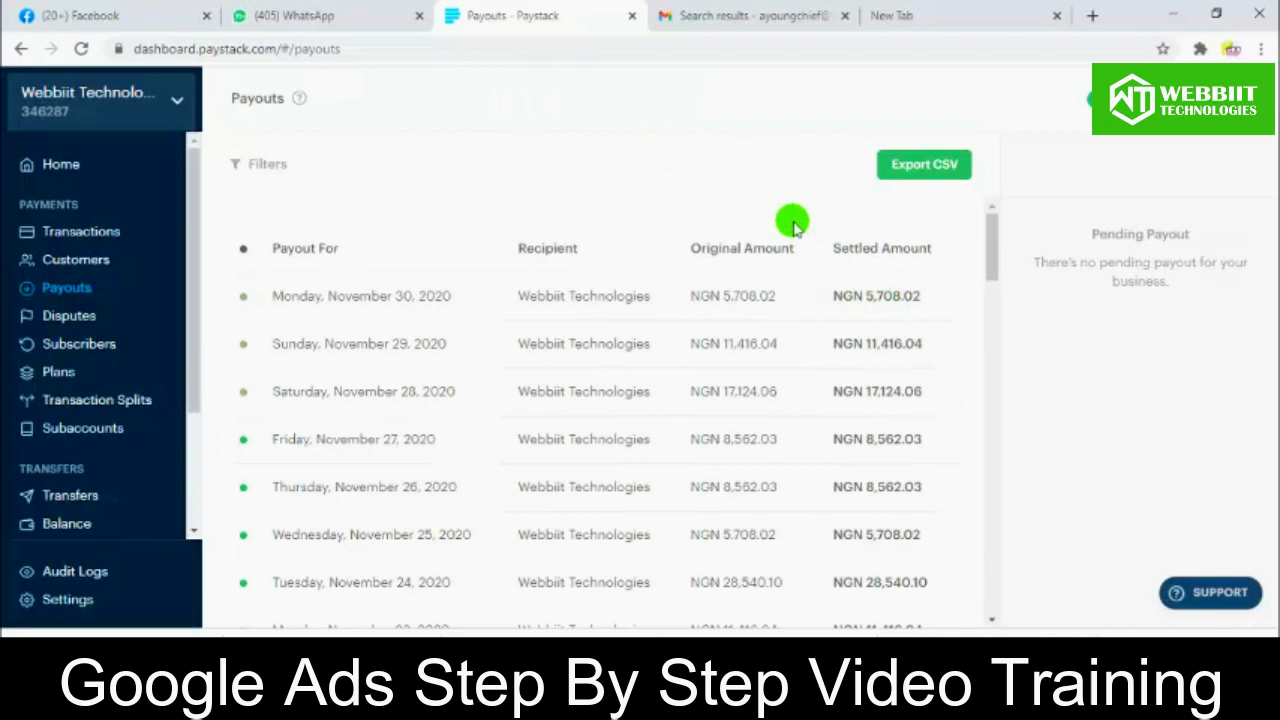 (20+) Facebook
(405) WhatsApp
Payouts - Paystack
Search results - ayoungchief@
New Tab
dashboard.paystack.com/#/payouts
Webbiit Technolo...
346287
Payouts
WT WEBBIIT
TECHNOLOGIES
Home
Filters
Export CSV
PAYMENTS
Transactions
Customers
Payouts
Disputes
Subscribers
Plans
Transaction Splits
Subaccounts
TRANSFERS
Transfers
Balance
Audit Logs
Settings
Payout For Recipient Original Amount Settled Amount
Monday, November 30, 2020 Webbiit Technologies NGN 5,708.02 NGN 5,708.02
Sunday, November 29, 2020 Webbiit Technologies NGN 11,416.04 NGN 11,416.04
Saturday, November 28, 2020 Webbiit Technologies NGN 17,124.06 NGN 17,124.06
Friday, November 27, 2020 Webbiit Technologies NGN 8,562.03 NGN 8,562.03
Thursday, November 26, 2020 Webbiit Technologies NGN 8,562.03 NGN 8,562.03
Wednesday, November 25, 2020 Webbiit Technologies NGN 5,708.02 NGN 5,708.02
Tuesday, November 24, 2020 Webbiit Technologies NGN 28,540.10 NGN 28,540.10
Pending Payout
There's no pending payout for your
business.
SUPPORT
Google Ads Step By Step Video Training